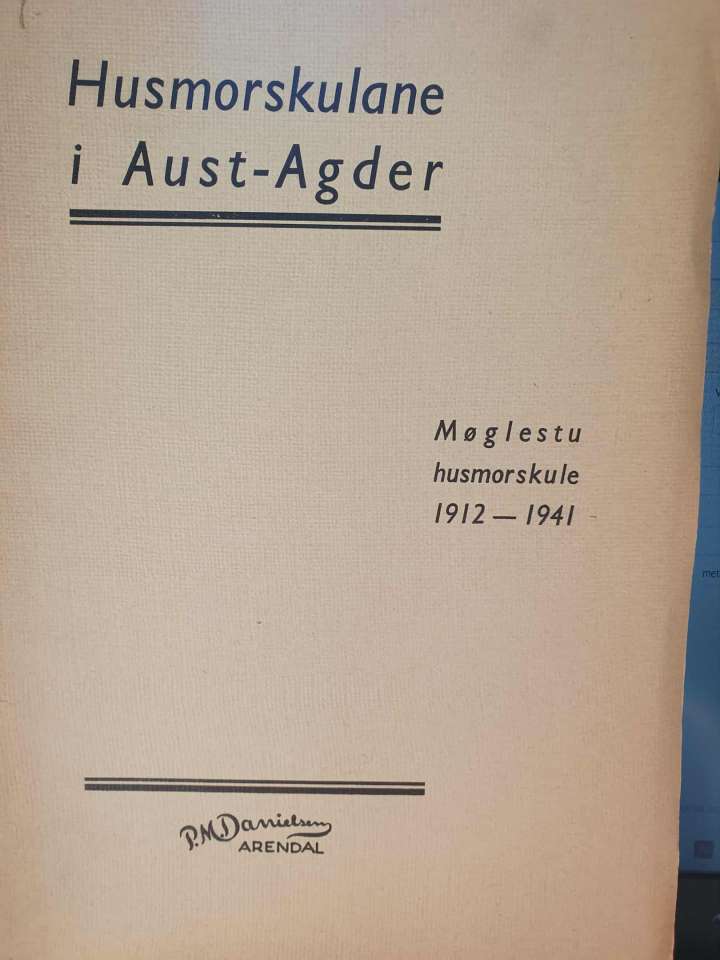 Husmorskulane
i Aust-Agder
Møglestu
husmorskule
1912 — 1941
P.M. Danielsen
ARENDAL